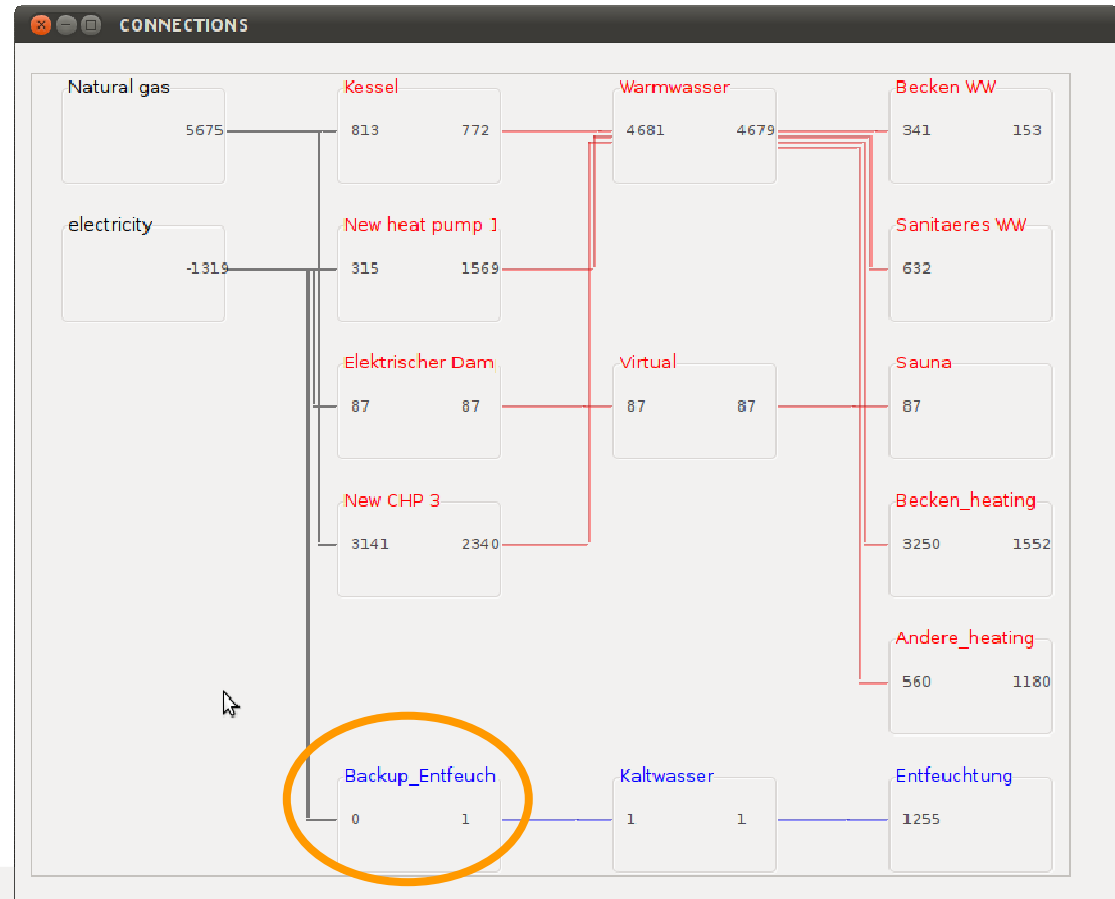 CONNECTIONS
Natural gas Kessel Warmwasser Becken WW
5675 813 772 4681 4679 341 153
electricity New heat pump 1 Sanitaeres WW
-1319 315 1569 632
Elektrischer Dam Virtual Sauna
87 87 87 87 87
New CHP 3 Becken_heating
3141 2340 3250 1552
Andere_heating
560 1180
Backup_Entfeuch Kaltwasser Entfeuchtung
0 1 1 1 1255